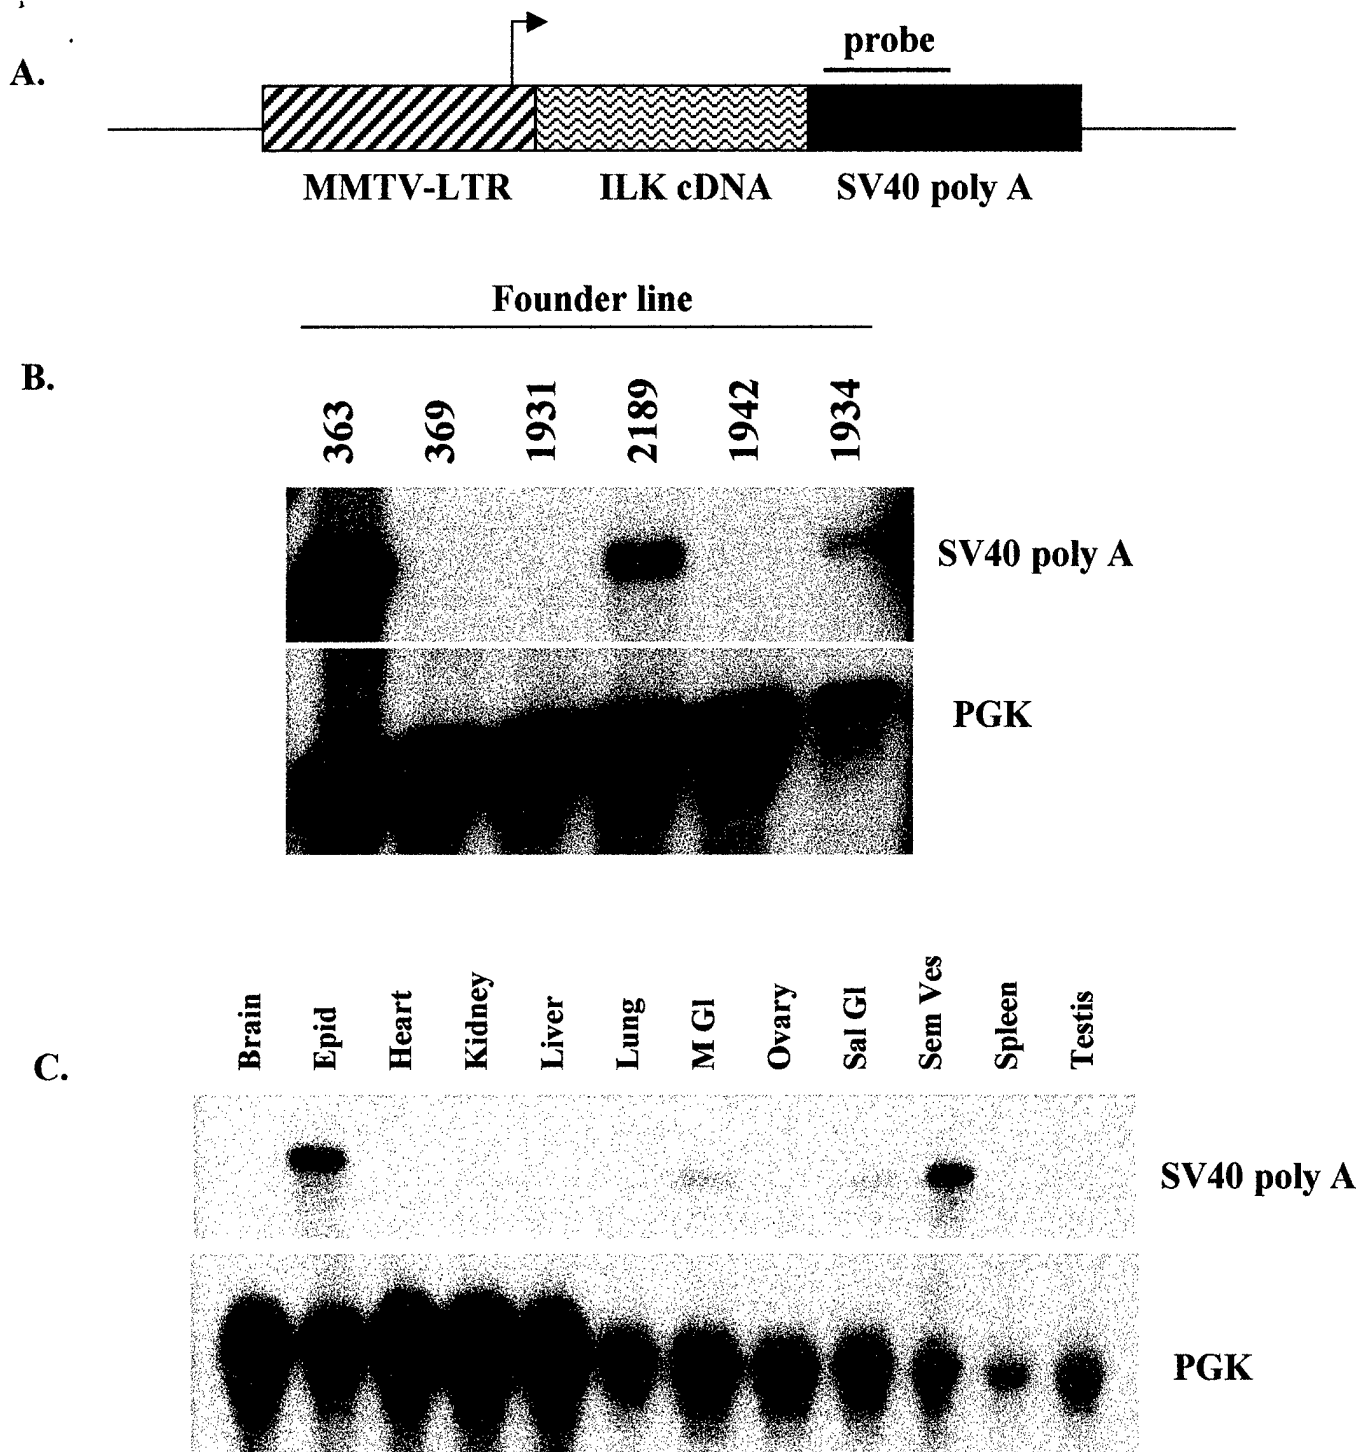 A.
probe
MMTV-LTR ILK cDNA SV40 poly A
Founder line
B.
363 369 1931 2189 1942 1934
SV40 poly A
PGK
C.
Brain Epid Heart Kidney Liver Lung M Gl Ovary Sal Gl Sem Ves Spleen Testis
SV40 poly A
PGK